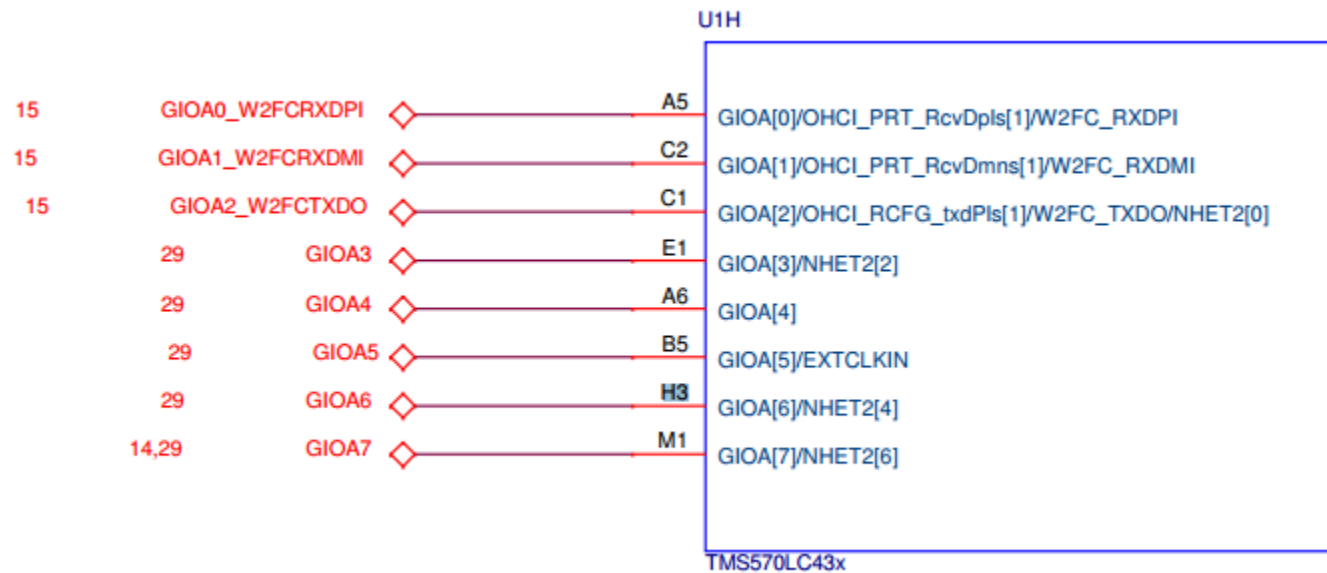 U1H
15 GIOA0_W2FCRXDPI A5 GIOA[0]/OHCI_PRT_RcvDpls[1]/W2FC_RXDPI
15 GIOA1_W2FCRXDMI C2 GIOA[1]/OHCI_PRT_RcvDmns[1]/W2FC_RXDMI
15 GIOA2_W2FCTXDO C1 GIOA[2]/OHCI_RCFG_txdPls[1]/W2FC_TXDO/NHET2[0]
29 GIOA3 E1 GIOA[3]/NHET2[2]
29 GIOA4 A6 GIOA[4]
29 GIOA5 B5 GIOA[5]/EXTCLKIN
29 GIOA6 H3 GIOA[6]/NHET2[4]
14,29 GIOA7 M1 GIOA[7]/NHET2[6]
TMS570LC43x